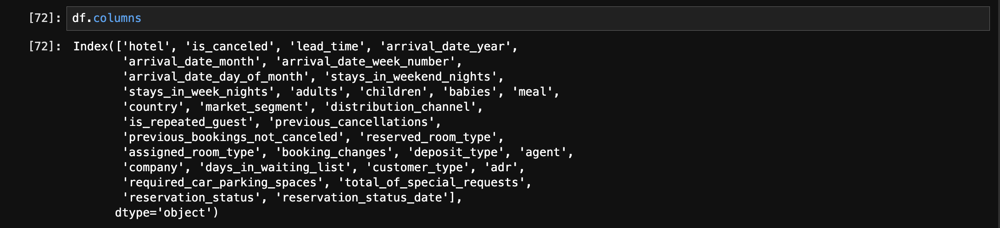 [72]: df.columns
[72]: Index(['hotel', 'is_canceled', 'lead_time', 'arrival_date_year',
'arrival_date_month', 'arrival_date_week_number',
'arrival_date_day_of_month', 'stays_in_weekend_nights',
'stays_in_week_nights', 'adults', 'children', 'babies', 'meal',
'country', 'market_segment', 'distribution_channel',
'is_repeated_guest', 'previous_cancellations',
'previous_bookings_not_canceled', 'reserved_room_type',
'assigned_room_type', 'booking_changes', 'deposit_type', 'agent',
'company', 'days_in_waiting_list', 'customer_type', 'adr',
'required_car_parking_spaces', 'total_of_special_requests',
'reservation_status', 'reservation_status_date'],
dtype='object')